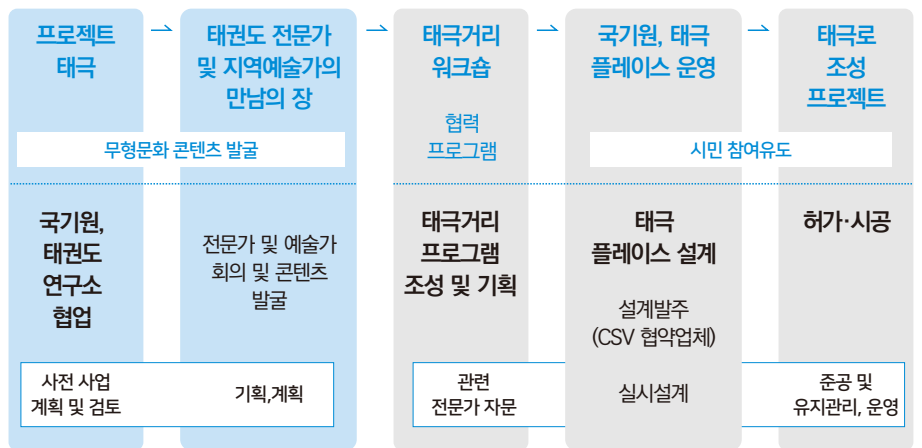 프로젝트
태극
→
태권도 전문가
및 지역예술가의
만남의 장
→
태극거리
워크숍
협력
프로그램
→
국기원, 태극
플레이스 운영
→
태극로
조성
프로젝트
무형문화 콘텐츠 발굴
시민 참여유도
국기원,
태권도
연구소
협업
전문가 및 예술가
회의 및 콘텐츠
발굴
태극거리
프로그램
조성 및 기획
태극
플레이스 설계
설계발주
(CSV 협약업체)
허가·시공
사전 사업
계획 및 검토
기획,계획
관련
전문가 자문
실시설계
준공 및
유지관리, 운영